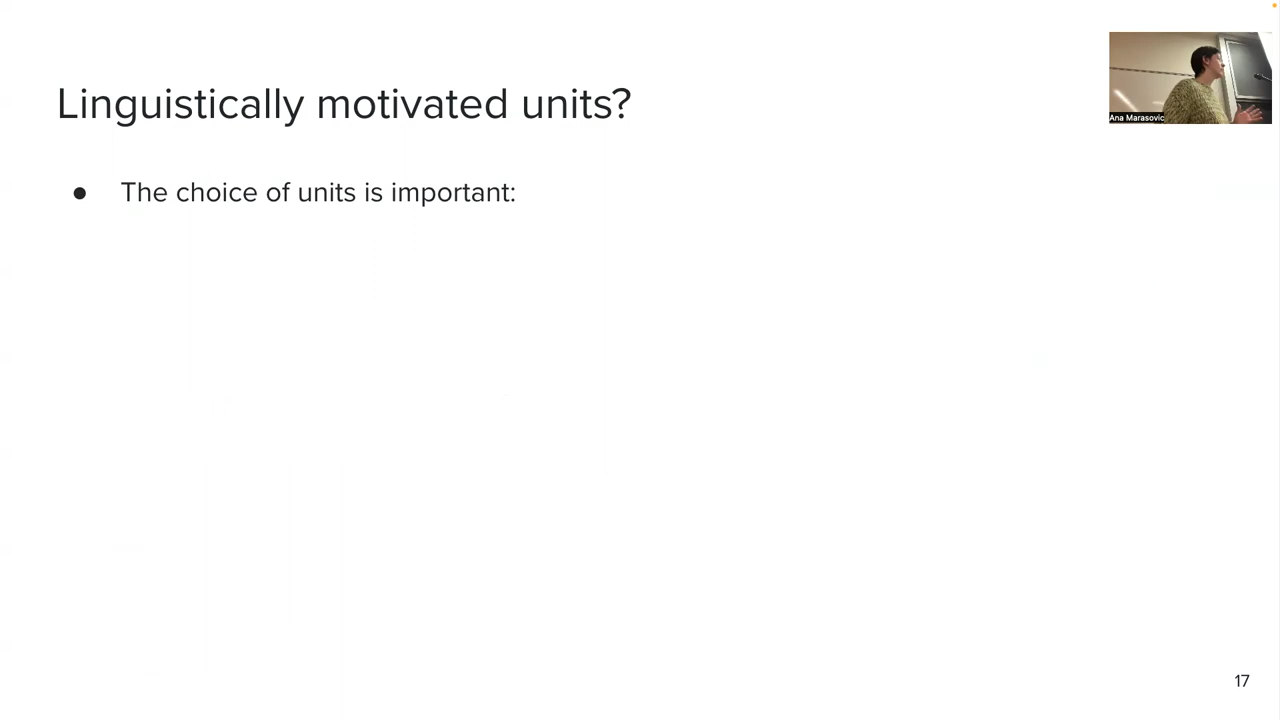 Linguistically motivated units?
Ana Marasovic
● The choice of units is important:
17